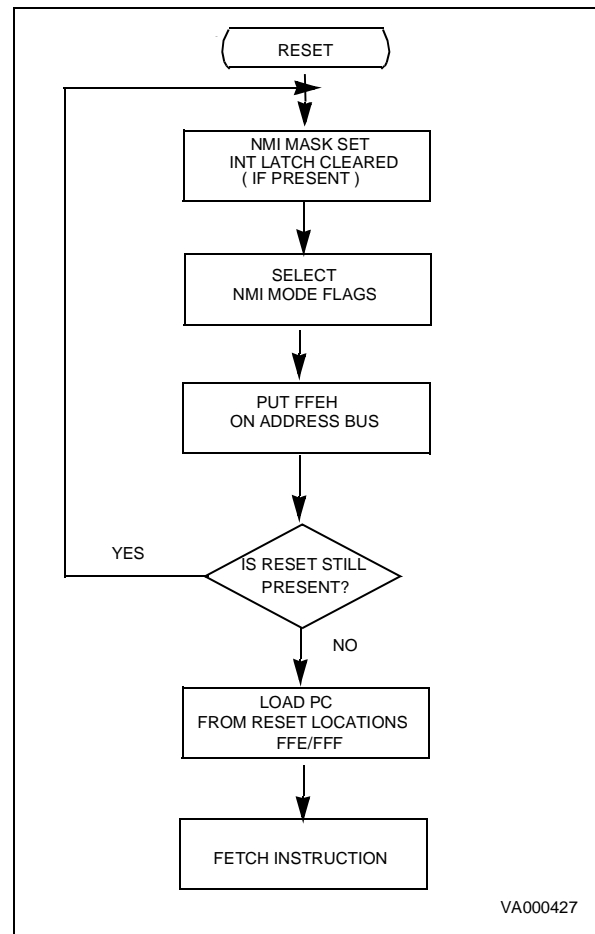 RESET
NMI MASK SET
INT LATCH CLEARED
( IF PRESENT )
SELECT
NMI MODE FLAGS
PUT FFEH
ON ADDRESS BUS
YES
IS RESET STILL
PRESENT?
NO
LOAD PC
FROM RESET LOCATIONS
FFE/FFF
FETCH INSTRUCTION
VA000427